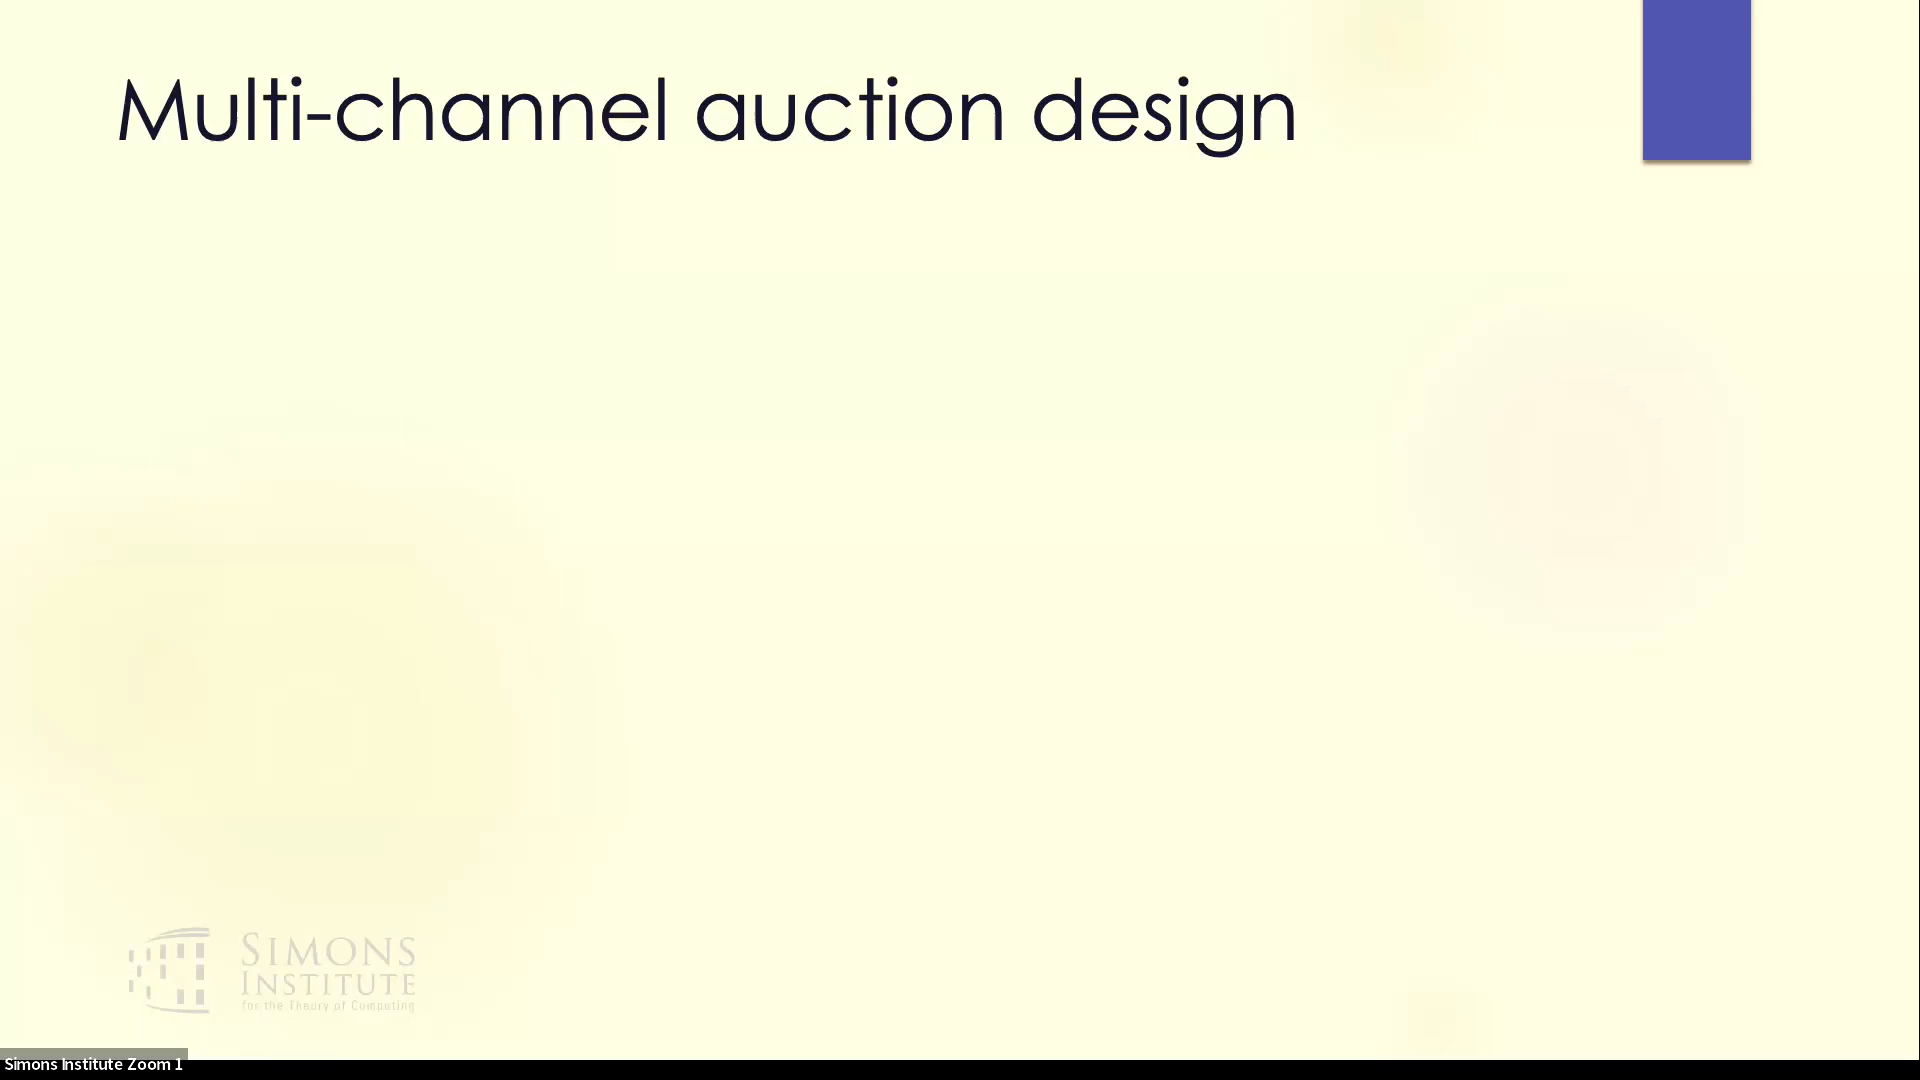 Multi-channel auction design
SIMONS
INSTITUTE
for the Theory of Computing
Simons Institute Zoom 1